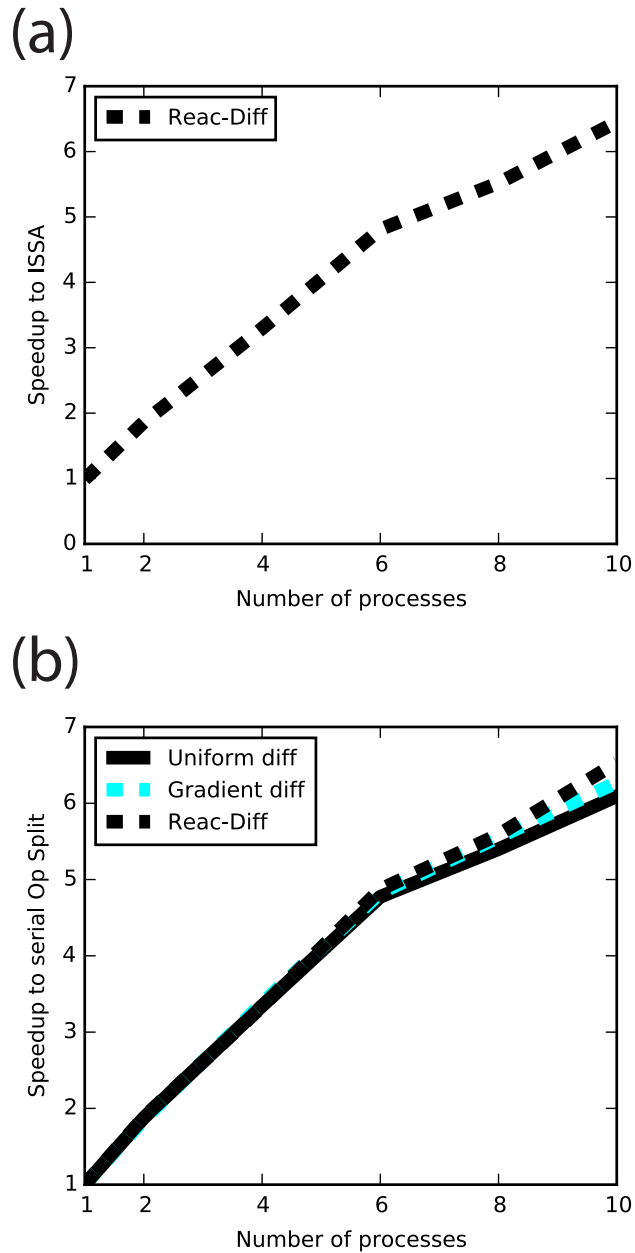 (a)
7
6
5
4
3
2
1
0
Speedup to ISSA
Reac-Diff
1 2 4 6 8 10
Number of processes
(b)
7
6
5
4
3
2
1
Speedup to serial Op Split
Uniform diff
Gradient diff
Reac-Diff
1 2 4 6 8 10
Number of processes